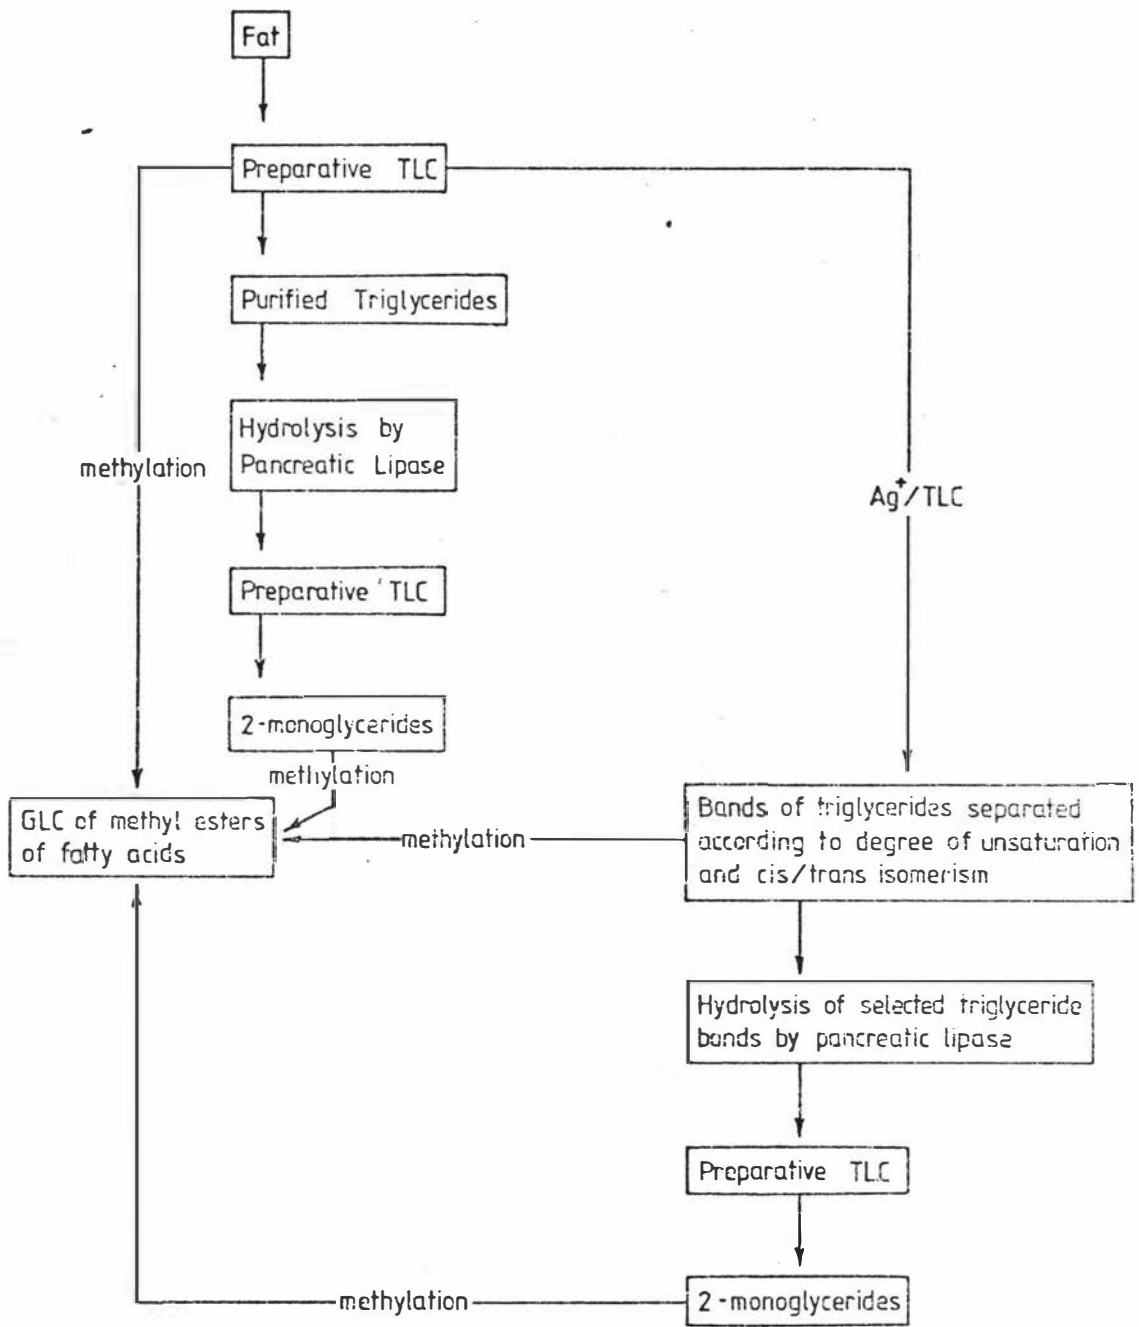 Fat
Preparative TLC
Purified Triglycerides
Hydrolysis by
Pancreatic Lipase
methylation
Ag+/TLC
Preparative TLC
2-monoglycerides
methylation
GLC of methyl esters
of fatty acids
methylation
Bands of triglycerides separated
according to degree of unsaturation
and cis/trans isomerism
Hydrolysis of selected triglyceride
bands by pancreatic lipase
Preparative TLC
methylation
2-monoglycerides